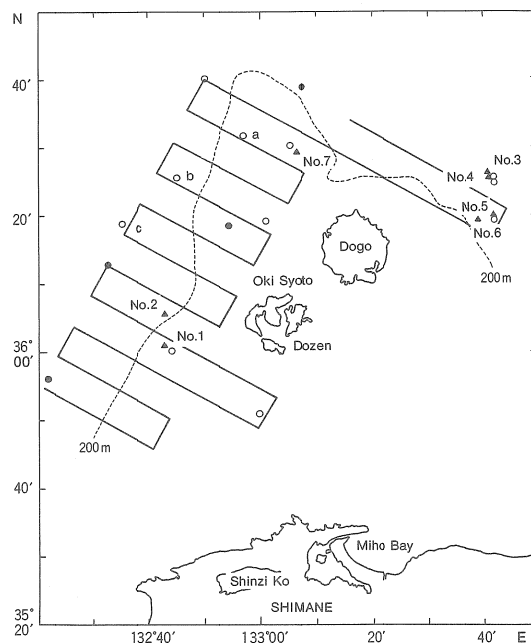 N
40'
a
No.7
No.3
No.4
b
No.5
20'
c
No.6
Dogo
200m
Oki Syoto
No.2
No.1
Dozen
36°
00'
200m
40'
Miho Bay
Shinzi Ko
SHIMANE
35°
20'
132°40'
133°00'
20'
40'
E